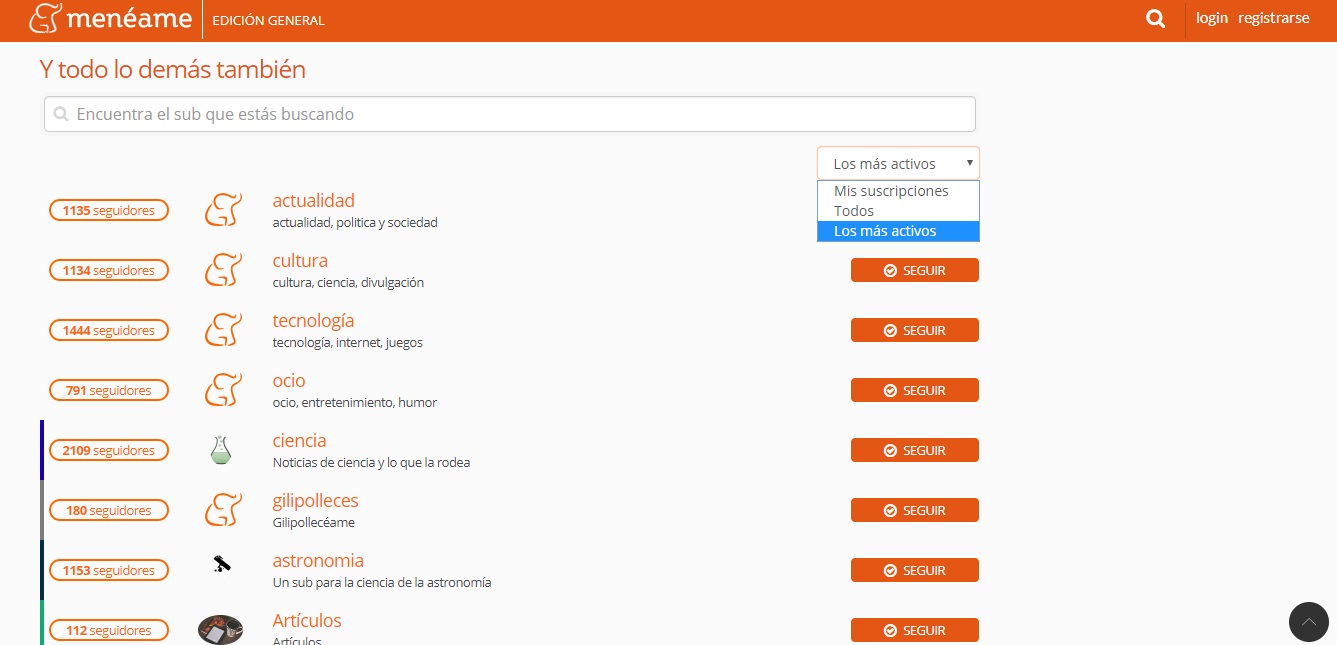 menéame EDICIÓN GENERAL login registrarse
Y todo lo demás también
Encuentra el sub que estás buscando
Los más activos
Mis suscripciones
Todos
Los más activos
1135 seguidores actualidad
actualidad, politica y sociedad
1134 seguidores cultura SEGUIR
cultura, ciencia, divulgación
1444 seguidores tecnología SEGUIR
tecnología, internet, juegos
791 seguidores ocio SEGUIR
ocio, entretenimiento, humor
2109 seguidores ciencia SEGUIR
Noticias de ciencia y lo que la rodea
180 seguidores gilipolleces SEGUIR
Gilipollecéame
1153 seguidores astronomia SEGUIR
Un sub para la ciencia de la astronomía
112 seguidores Artículos SEGUIR
Artículos